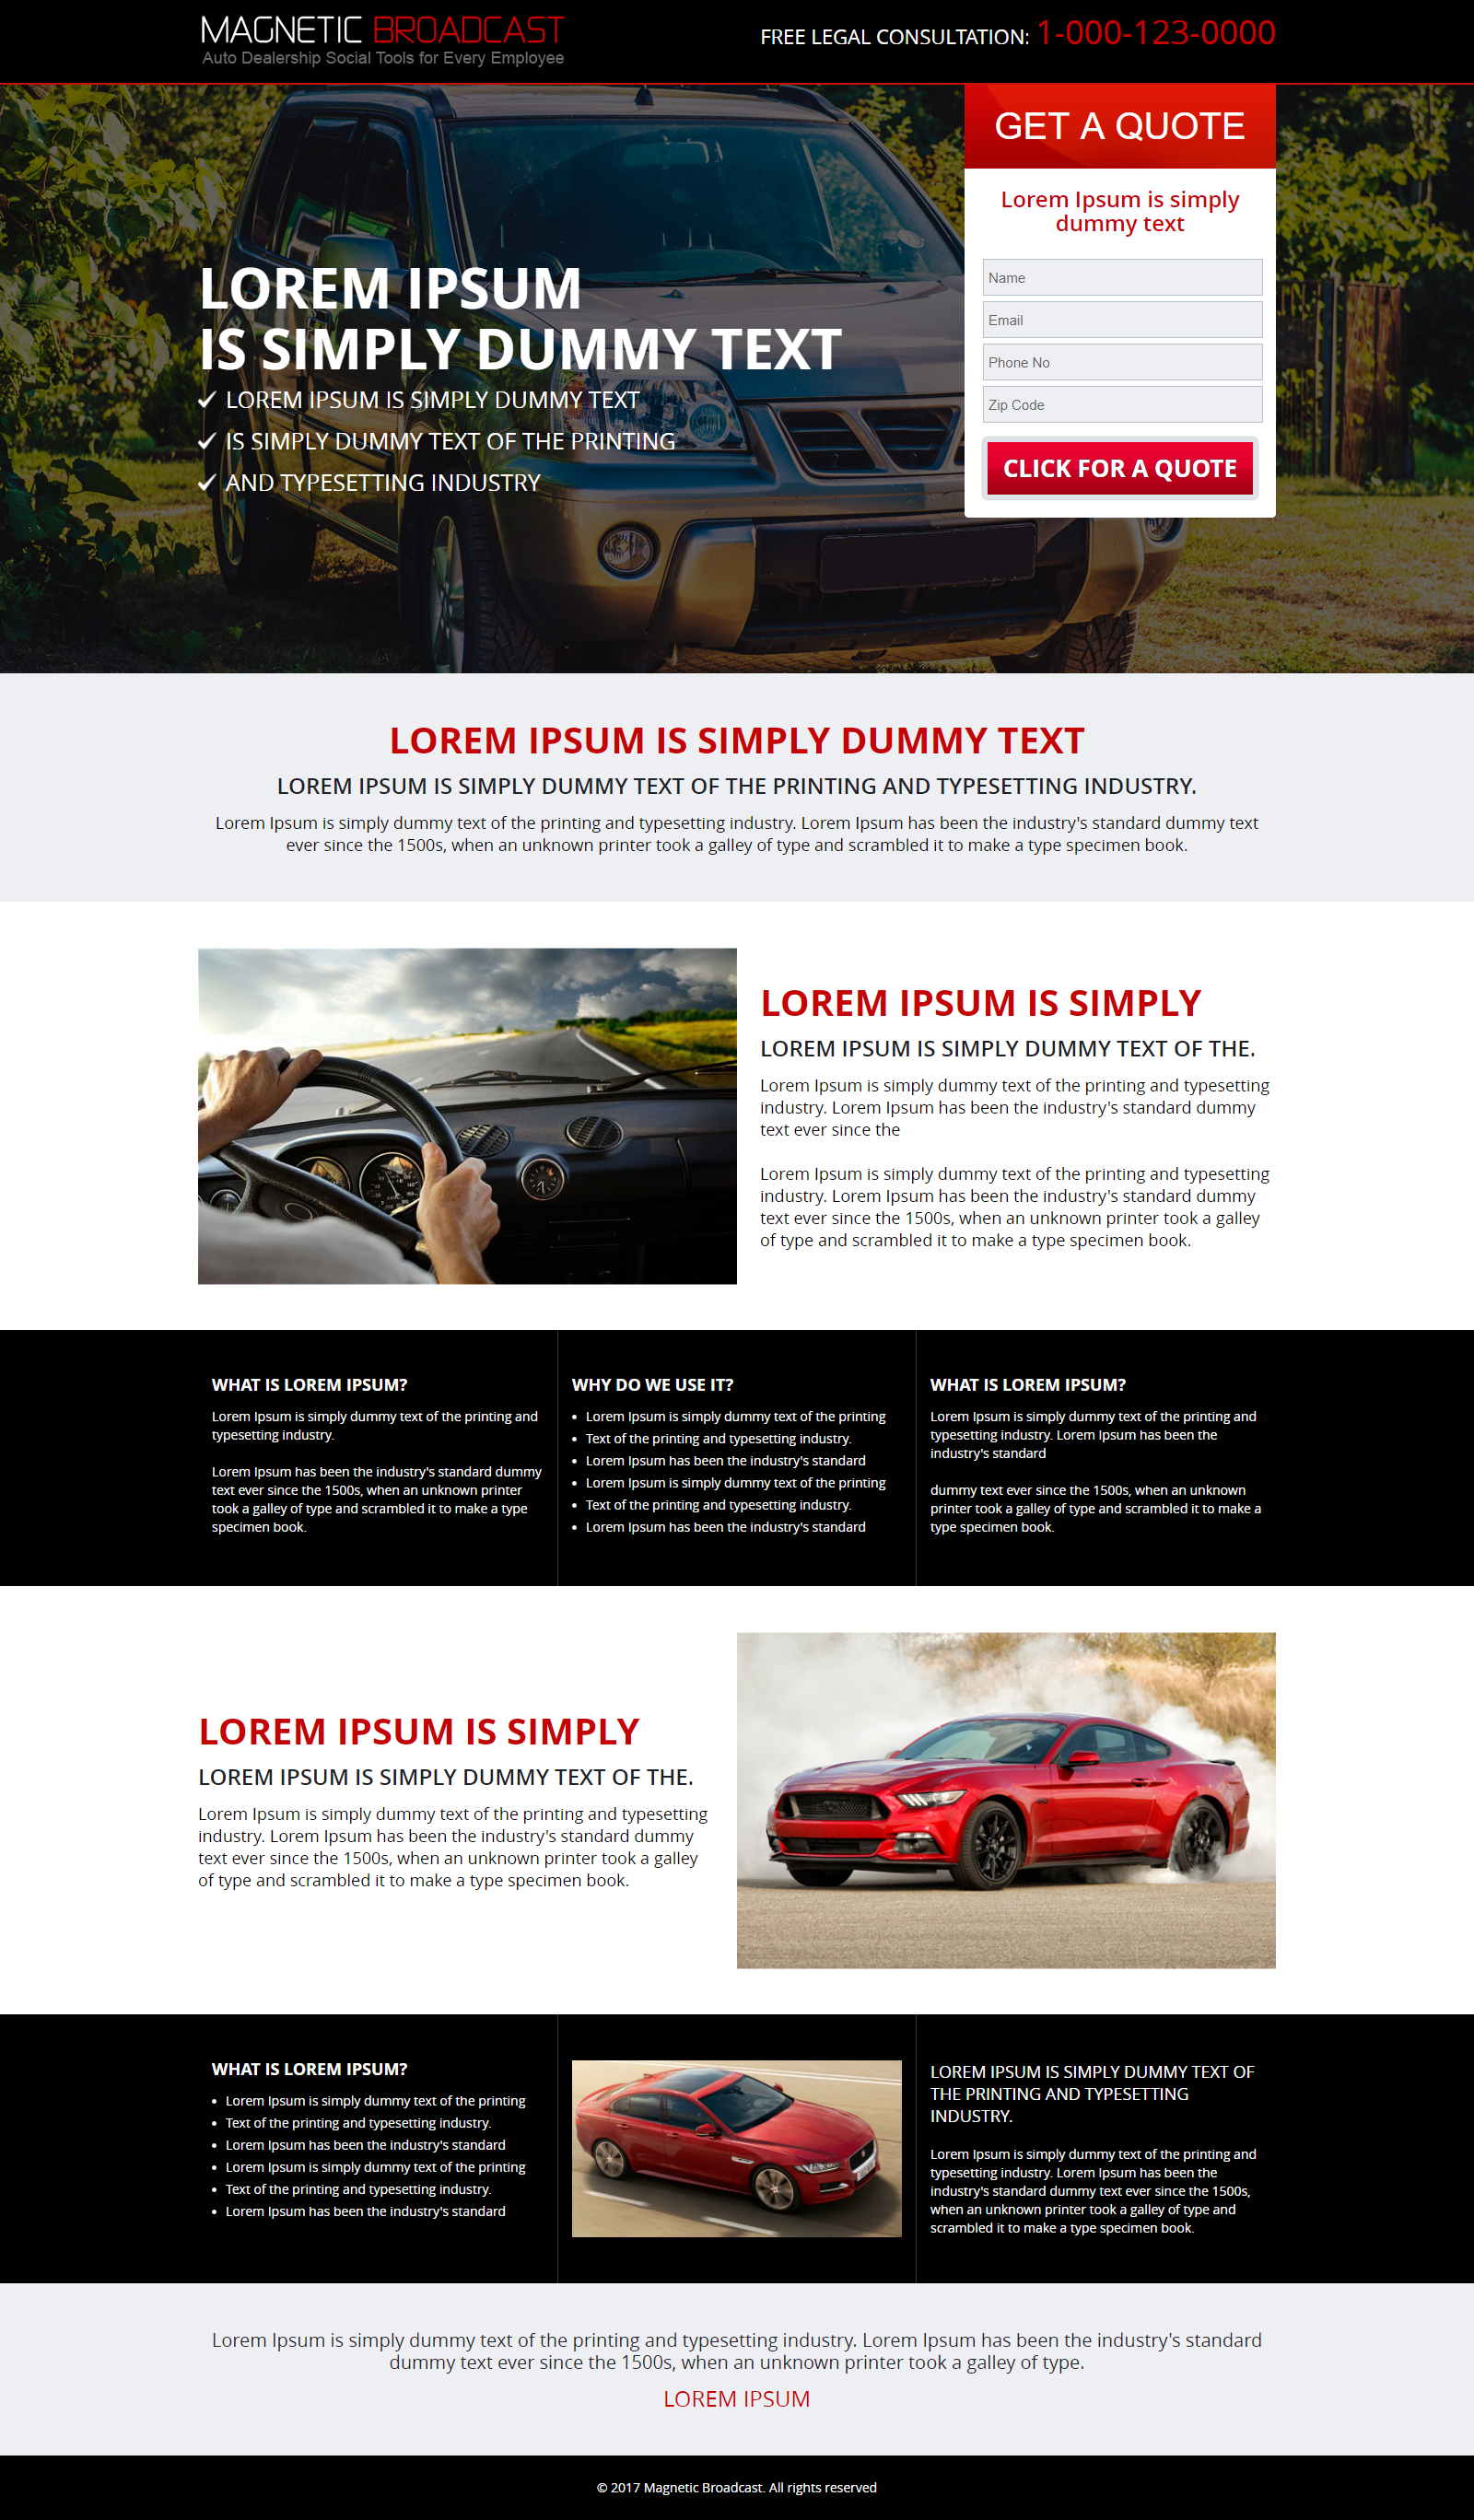 MAGNETIC BROADCAST
Auto Dealership Social Tools for Every Employee
FREE LEGAL CONSULTATION: 1-000-123-0000
GET A QUOTE
Lorem Ipsum is simply
dummy text
Name
Email
Phone No
Zip Code
CLICK FOR A QUOTE
LOREM IPSUM
IS SIMPLY DUMMY TEXT
LOREM IPSUM IS SIMPLY DUMMY TEXT
IS SIMPLY DUMMY TEXT OF THE PRINTING
AND TYPESETTING INDUSTRY
LOREM IPSUM IS SIMPLY DUMMY TEXT
LOREM IPSUM IS SIMPLY DUMMY TEXT OF THE PRINTING AND TYPESETTING INDUSTRY.
Lorem Ipsum is simply dummy text of the printing and typesetting industry. Lorem Ipsum has been the industry's standard dummy text
ever since the 1500s, when an unknown printer took a galley of type and scrambled it to make a type specimen book.
LOREM IPSUM IS SIMPLY
LOREM IPSUM IS SIMPLY DUMMY TEXT OF THE.
Lorem Ipsum is simply dummy text of the printing and typesetting
industry. Lorem Ipsum has been the industry's standard dummy
text ever since the
Lorem Ipsum is simply dummy text of the printing and typesetting
industry. Lorem Ipsum has been the industry's standard dummy
text ever since the 1500s, when an unknown printer took a galley
of type and scrambled it to make a type specimen book.
WHAT IS LOREM IPSUM?
Lorem Ipsum is simply dummy text of the printing and
typesetting industry.
Lorem Ipsum has been the industry's standard dummy
text ever since the 1500s, when an unknown printer
took a galley of type and scrambled it to make a type
specimen book.
WHY DO WE USE IT?
• Lorem Ipsum is simply dummy text of the printing
• Text of the printing and typesetting industry.
• Lorem Ipsum has been the industry's standard
• Lorem Ipsum is simply dummy text of the printing
• Text of the printing and typesetting industry.
• Lorem Ipsum has been the industry's standard
WHAT IS LOREM IPSUM?
Lorem Ipsum is simply dummy text of the printing and
typesetting industry. Lorem Ipsum has been the
industry's standard
dummy text ever since the 1500s, when an unknown
printer took a galley of type and scrambled it to make a
type specimen book.
LOREM IPSUM IS SIMPLY
LOREM IPSUM IS SIMPLY DUMMY TEXT OF THE.
Lorem Ipsum is simply dummy text of the printing and typesetting
industry. Lorem Ipsum has been the industry's standard dummy
text ever since the 1500s, when an unknown printer took a galley
of type and scrambled it to make a type specimen book.
WHAT IS LOREM IPSUM?
• Lorem Ipsum is simply dummy text of the printing
• Text of the printing and typesetting industry.
• Lorem Ipsum has been the industry's standard
• Lorem Ipsum is simply dummy text of the printing
• Text of the printing and typesetting industry.
• Lorem Ipsum has been the industry's standard
LOREM IPSUM IS SIMPLY DUMMY TEXT OF
THE PRINTING AND TYPESETTING
INDUSTRY.
Lorem Ipsum is simply dummy text of the printing and
typesetting industry. Lorem Ipsum has been the
industry's standard dummy text ever since the 1500s,
when an unknown printer took a galley of type and
scrambled it to make a type specimen book.
Lorem Ipsum is simply dummy text of the printing and typesetting industry. Lorem Ipsum has been the industry's standard
dummy text ever since the 1500s, when an unknown printer took a galley of type.
LOREM IPSUM
© 2017 Magnetic Broadcast. All rights reserved